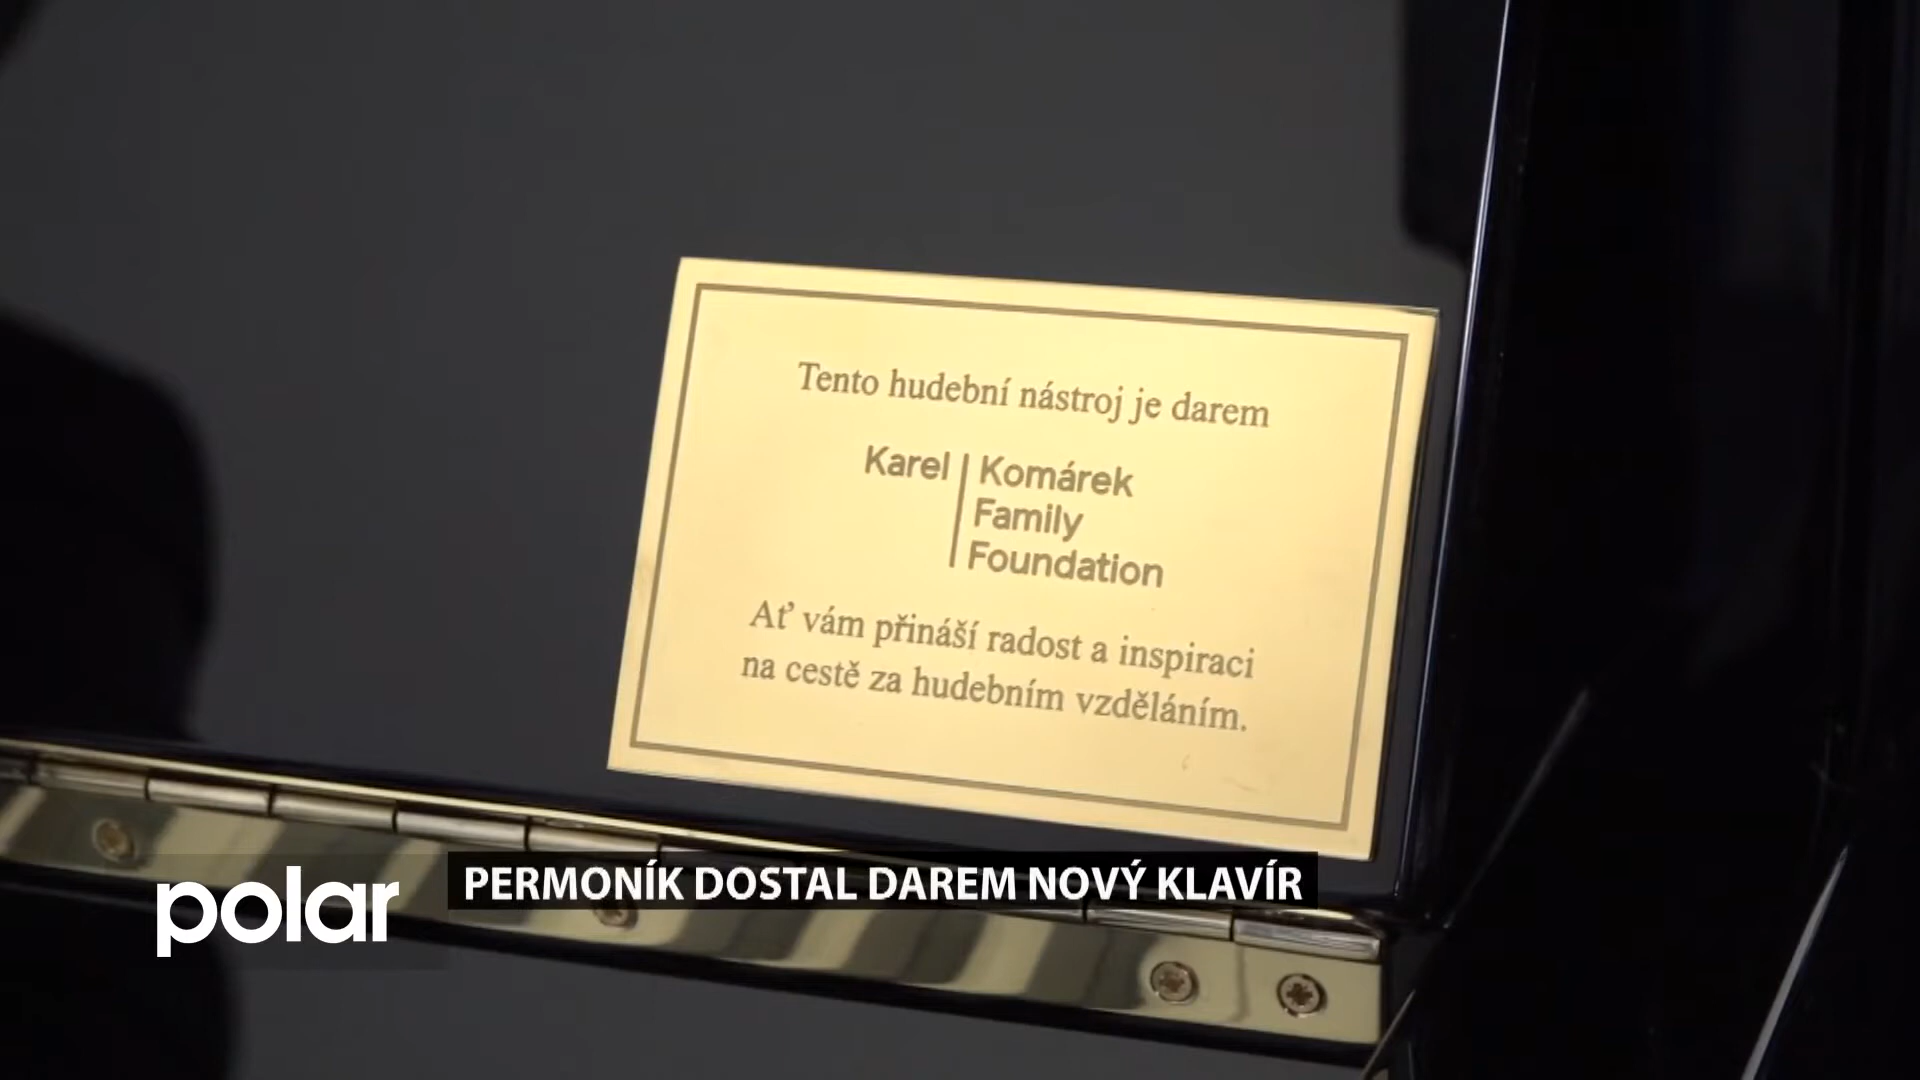 Tento hudební nástroj je darem
Karel | Komárek
Family
Foundation
Ať vám přináší radost a inspiraci
na cestě za hudebním vzděláním.
polar
PERMONÍK DOSTAL DAREM NOVÝ KLAVÍR